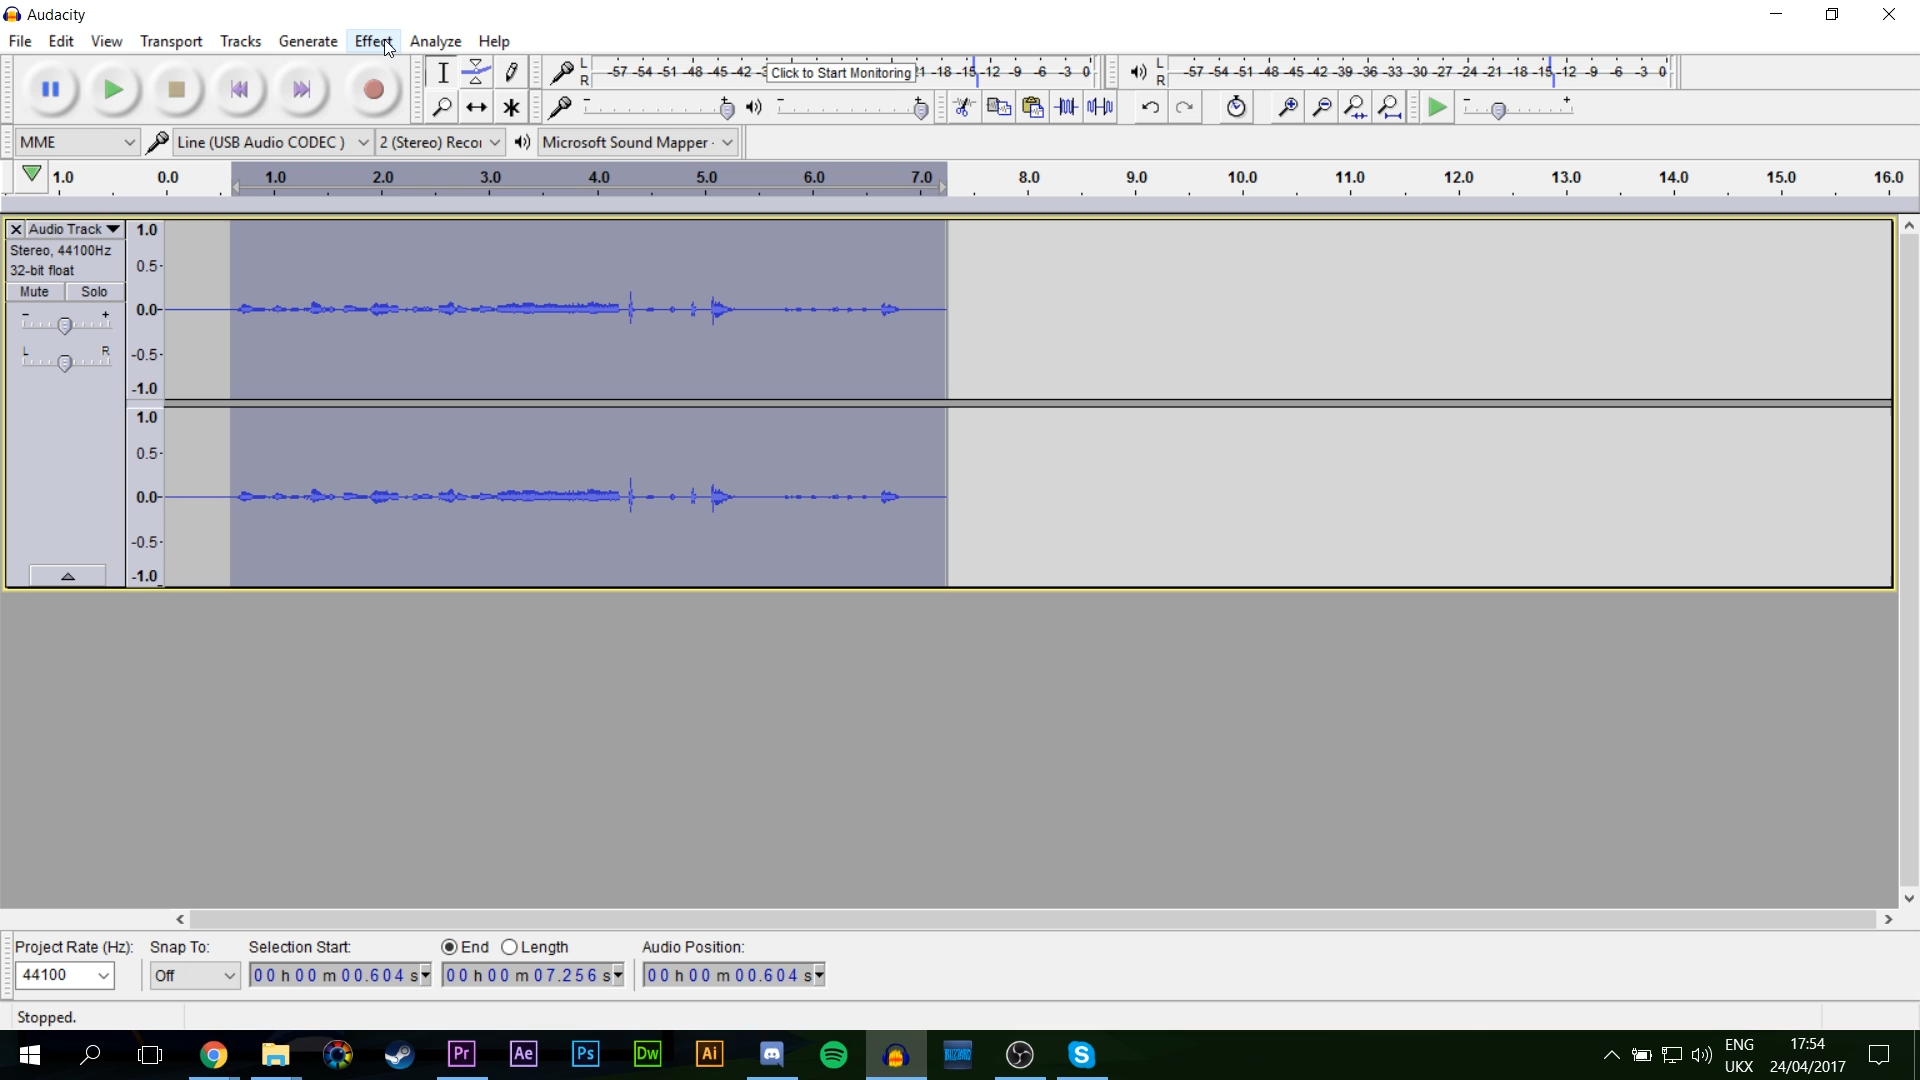 Audacity
File Edit View Transport Tracks Generate Effect Analyze Help
L R -57 -54 -51 -48 -45 -42 -3 Click to Start Monitoring 21 -18 -15 -12 -9 -6 -3 0 L R -57 -54 -51 -48 -45 -42 -39 -36 -33 -30 -27 -24 -21 -18 -15 -12 -9 -6 -3 0
- + - + - +
MME Line (USB Audio CODEC ) 2 (Stereo) Recor Microsoft Sound Mapper -
1.0 0.0 1.0 2.0 3.0 4.0 5.0 6.0 7.0 8.0 9.0 10.0 11.0 12.0 13.0 14.0 15.0 16.0
X Audio Track 1.0
Stereo, 44100Hz
32-bit float 0.5-
Mute Solo
- + 0.0-
L R -0.5-
-1.0
1.0
0.5-
0.0-
-0.5-
-1.0
Project Rate (Hz): Snap To: Selection Start: End Length Audio Position:
44100 Off 00 h 00 m 00.604 s 00 h 00 m 07.256 s 00 h 00 m 00.604 s
Stopped.
Pr Ae Ps Dw Ai BLIZZARD S ENG 17:54
UKX 24/04/2017